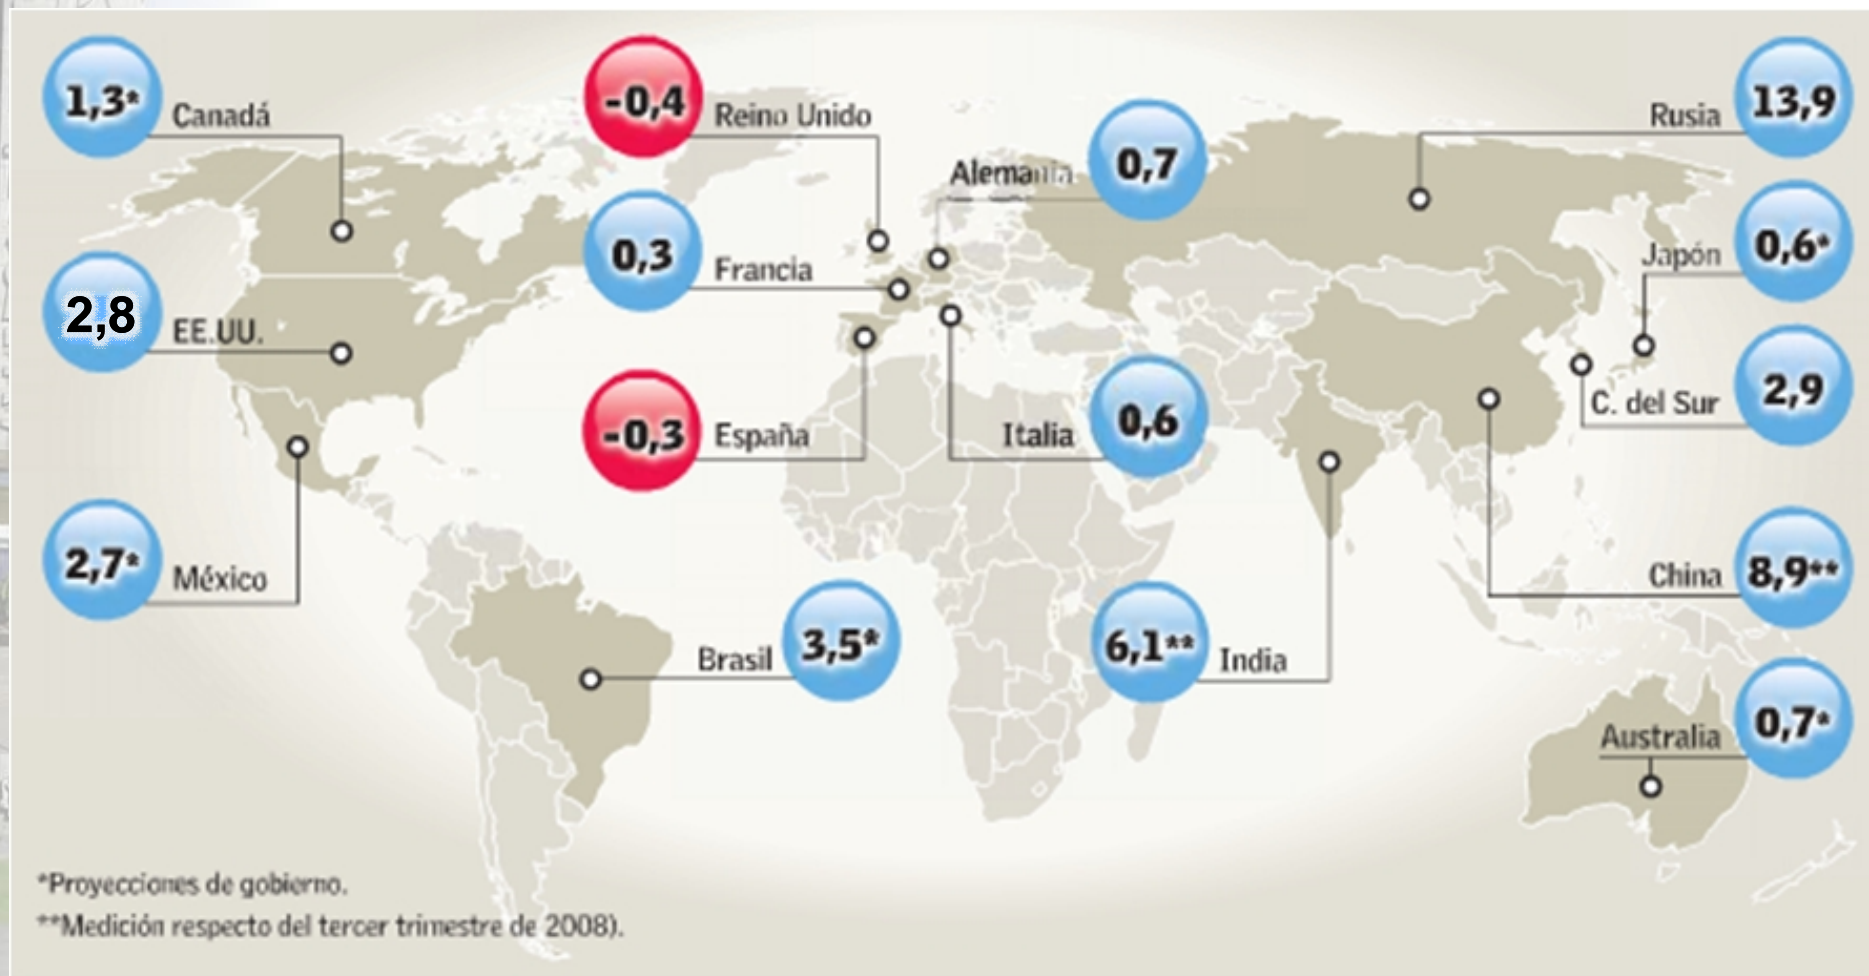 1,3*
Canadá
2,8
EE.UU.
2,7*
México
-0,4
Reino Unido
0,3
Francia
-0,3
España
Alemania
0,7
Italia
0,6
Brasil
3,5*
6,1**
India
Rusia
13,9
Japón
0,6*
C. del Sur
2,9
China
8,9**
Australia
0,7*
*Proyecciones de gobierno.
**Medición respecto del tercer trimestre de 2008).